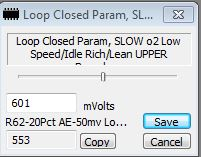 Loop Closed Param, SL...
Loop Closed Param, SLOW o2 Low
Speed/Idle Rich/Lean UPPER
601 mVolts
R62-20Pct AE-50mv Lo... Save
553 Copy Cancel